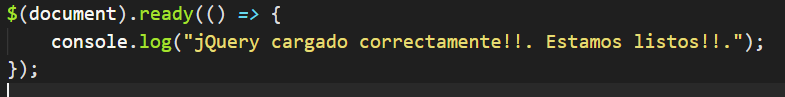 $(document).ready(() => {
    console.log("jQuery cargado correctamente!!. Estamos listos!!.");
});